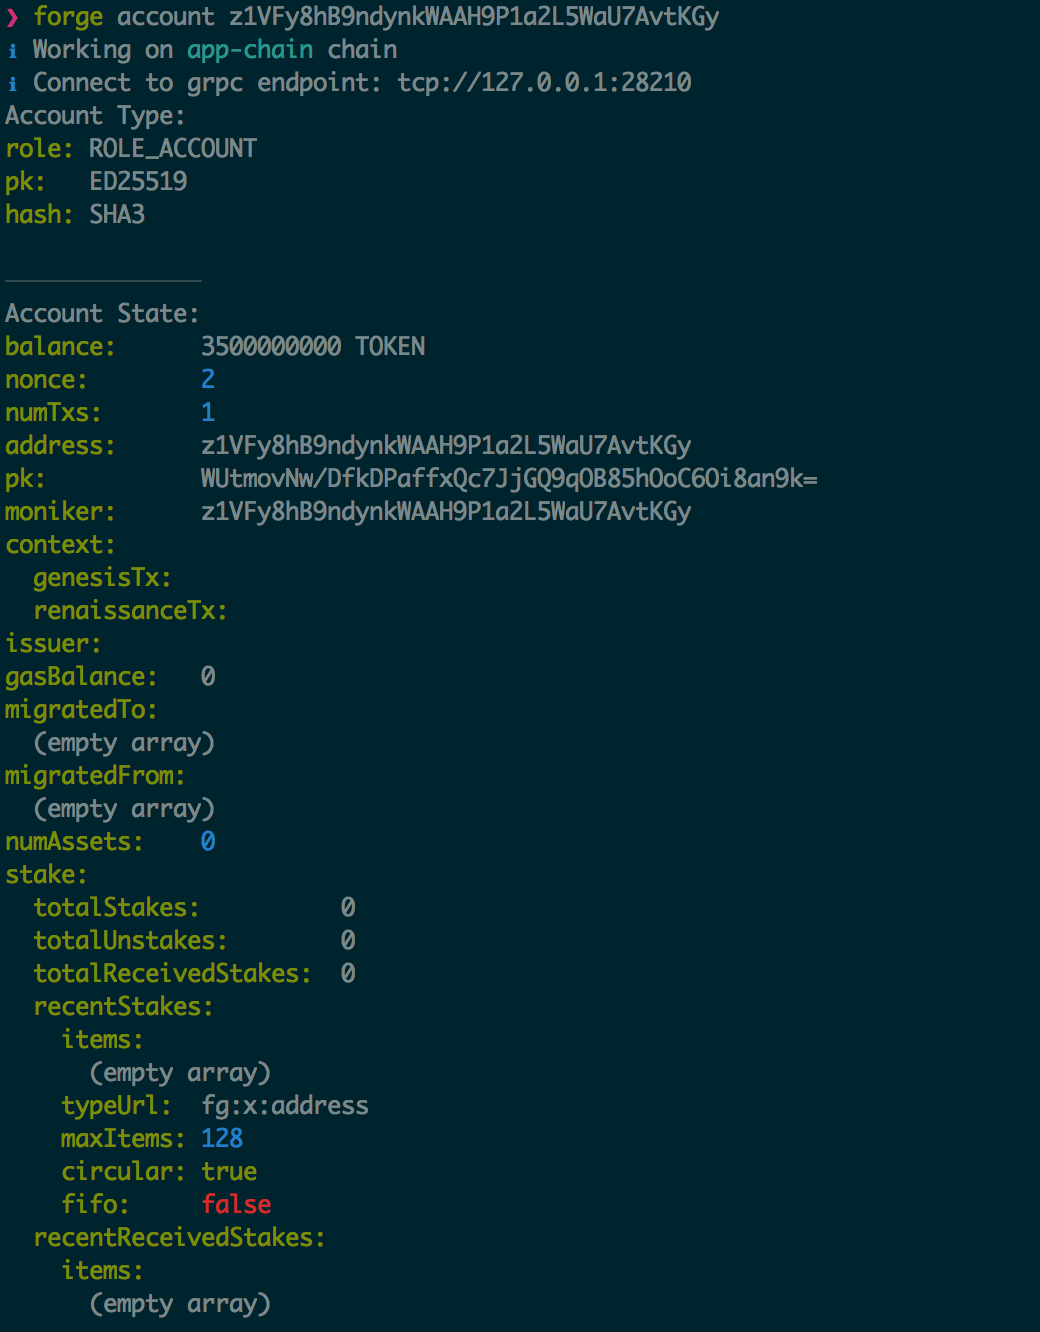 ❯ forge account z1VFy8hB9ndynkWAAH9P1a2L5WaU7AvtKGy
ℹ Working on app-chain chain
ℹ Connect to grpc endpoint: tcp://127.0.0.1:28210
Account Type:
role: ROLE_ACCOUNT
pk:   ED25519
hash: SHA3
______________
Account State:
balance:      3500000000 TOKEN
nonce:        2
numTxs:       1
address:      z1VFy8hB9ndynkWAAH9P1a2L5WaU7AvtKGy
pk:           WUtmovNw/DfkDPaffxQc7JjGQ9qOB85hOoC6Oi8an9k=
moniker:      z1VFy8hB9ndynkWAAH9P1a2L5WaU7AvtKGy
context:
  genesisTx:
  renaissanceTx:
issuer:
gasBalance:   0
migratedTo:
  (empty array)
migratedFrom:
  (empty array)
numAssets:    0
stake:
  totalStakes:          0
  totalUnstakes:        0
  totalReceivedStakes:  0
  recentStakes:
    items:
      (empty array)
    typeUrl:  fg:x:address
    maxItems: 128
    circular: true
    fifo:     false
  recentReceivedStakes:
    items:
      (empty array)